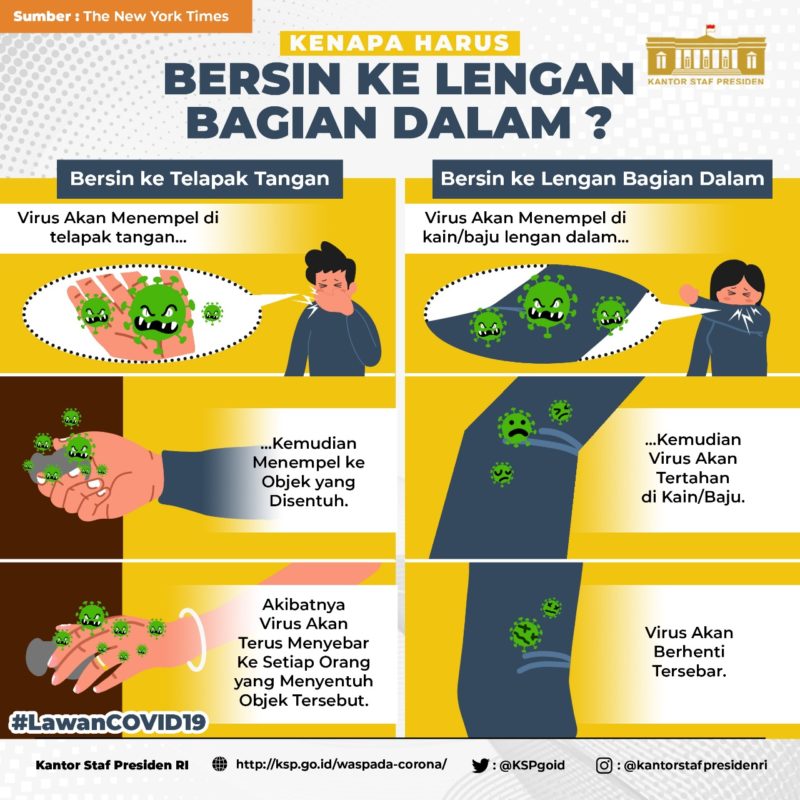 Sumber : The New York Times
KENAPA HARUS
BERSIN KE LENGAN
BAGIAN DALAM ?
KANTOR STAF PRESIDEN
Bersin ke Telapak Tangan
Virus Akan Menempel di
telapak tangan...
...Kemudian
Menempel ke
Objek yang
Disentuh.
Akibatnya
Virus Akan
Terus Menyebar
Ke Setiap Orang
yang Menyentuh
Objek Tersebut.
Bersin ke Lengan Bagian Dalam
Virus Akan Menempel di
kain/baju lengan dalam...
...Kemudian
Virus Akan
Tertahan
di Kain/Baju.
Virus Akan
Berhenti
Tersebar.
#LawanCOVID19
Kantor Staf Presiden RI http://ksp.go.id/waspada-corona/ : @KSPgoid : @kantorstafpresidenri